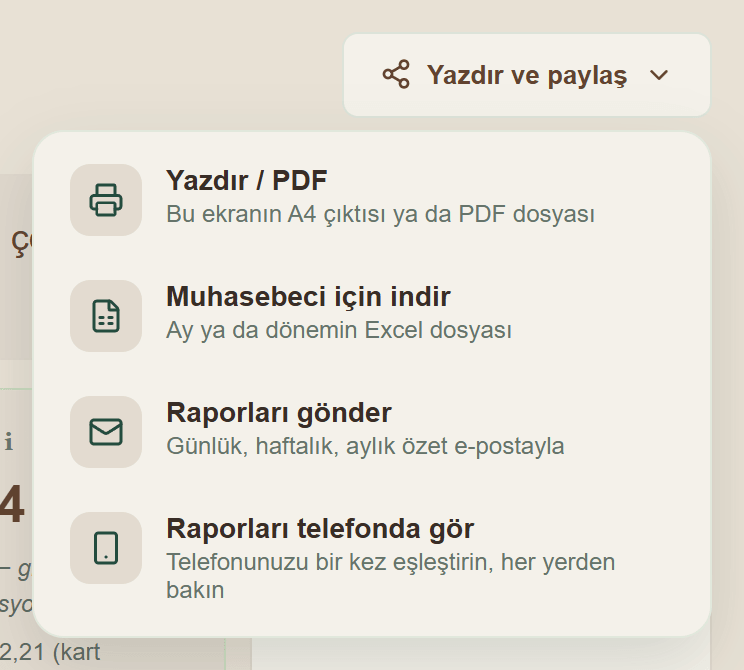 Yazdır ve paylaş
Yazdır / PDF
Bu ekranın A4 çıktısı ya da PDF dosyası
Muhasebeci için indir
Ay ya da dönemin Excel dosyası
Raporları gönder
Günlük, haftalık, aylık özet e-postayla
Raporları telefonda gör
Telefonunuzu bir kez eşleştirin, her yerden
bakın
i
4
2,21 (kart